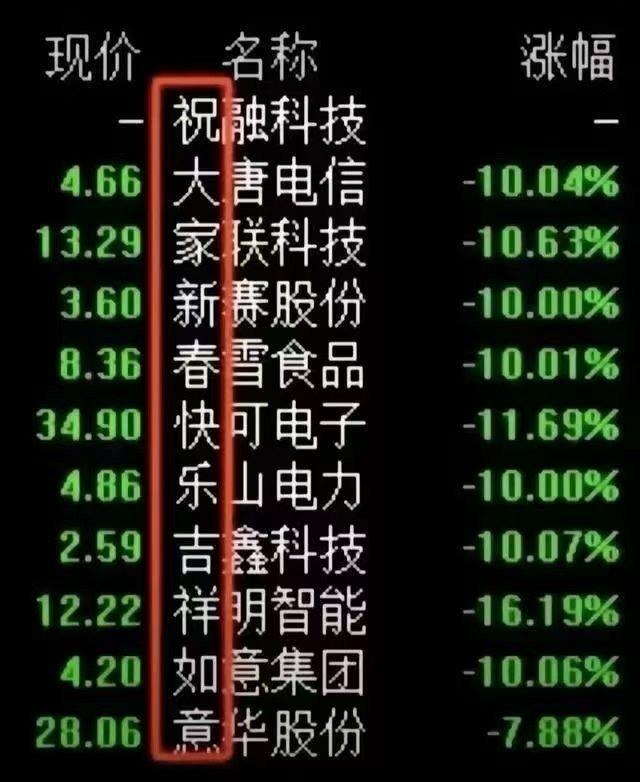 现价 名称 涨幅
— 祝融科技 —
4.66 大唐电信 -10.04%
13.29 家联科技 -10.63%
3.60 新赛股份 -10.00%
8.36 春雪食品 -10.01%
34.90 快可电子 -11.69%
4.86 乐山电力 -10.00%
2.59 吉鑫科技 -10.07%
12.22 祥明智能 -16.19%
4.20 如意集团 -10.06%
28.06 意华股份 -7.88%